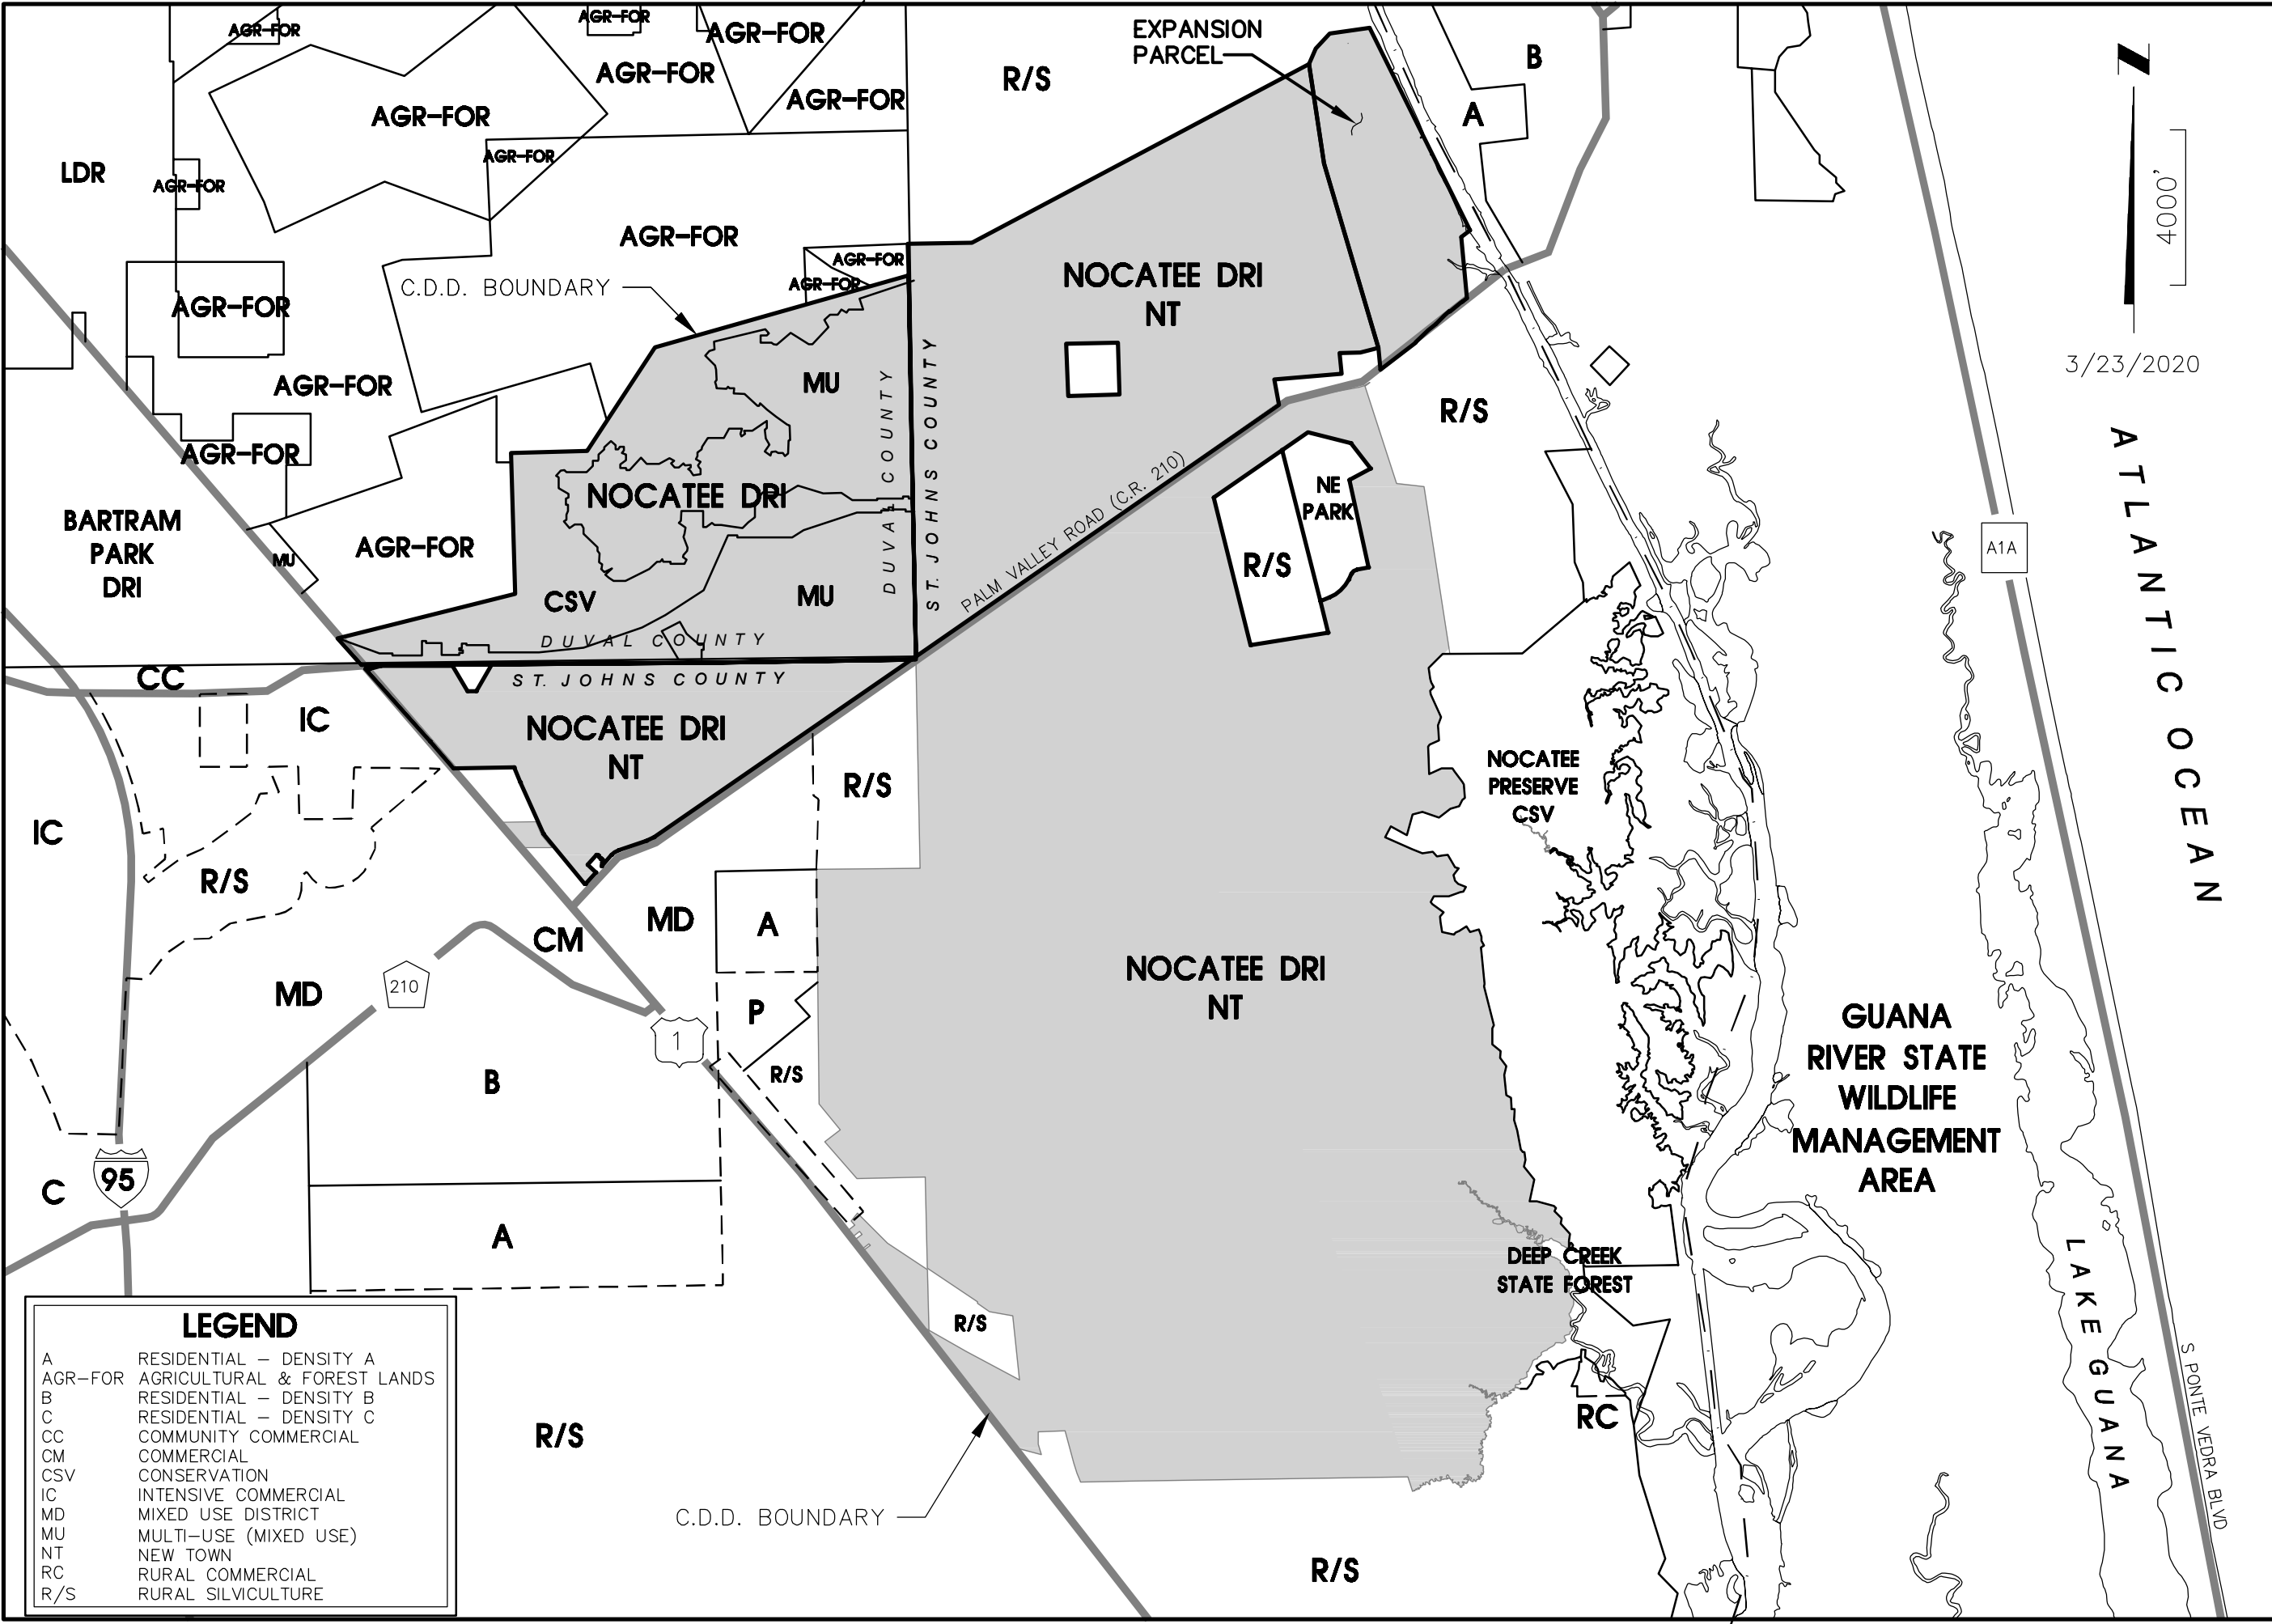 EXPANSION
PARCEL
AGR-FOR
AGR-FOR
AGR-FOR
AGR-FOR
AGR-FOR
AGR-FOR
R/S
B
A
LDR
AGR-FOR
AGR-FOR
AGR-FOR
AGR-FOR
AGR-FOR
C.D.D. BOUNDARY
NOCATEE DRI
NT
AGR-FOR
AGR-FOR
AGR-FOR
4000'
3/23/2020
MU
R/S
BARTRAM
PARK
DRI
MU
AGR-FOR
NOCATEE DRI
CSV
MU
DUVAL COUNTY
ST. JOHNS COUNTY
PALM VALLEY ROAD (C.R. 210)
NE
PARK
R/S
A1A
ATLANTIC OCEAN
DUVAL COUNTY
ST. JOHNS COUNTY
CC
IC
NOCATEE DRI
NT
R/S
IC
R/S
NOCATEE
PRESERVE
CSV
MD
A
CM
MD
210
P
1
NOCATEE DRI
NT
R/S
B
GUANA
RIVER STATE
WILDLIFE
MANAGEMENT
AREA
C
95
A
DEEP CREEK
STATE FOREST
R/S
RC
R/S
LAKE GUANA
S PONTE VEDRA BLVD
C.D.D. BOUNDARY
R/S
LEGEND
A RESIDENTIAL - DENSITY A
AGR-FOR AGRICULTURAL & FOREST LANDS
B RESIDENTIAL - DENSITY B
C RESIDENTIAL - DENSITY C
CC COMMUNITY COMMERCIAL
CM COMMERCIAL
CSV CONSERVATION
IC INTENSIVE COMMERCIAL
MD MIXED USE DISTRICT
MU MULTI-USE (MIXED USE)
NT NEW TOWN
RC RURAL COMMERCIAL
R/S RURAL SILVICULTURE